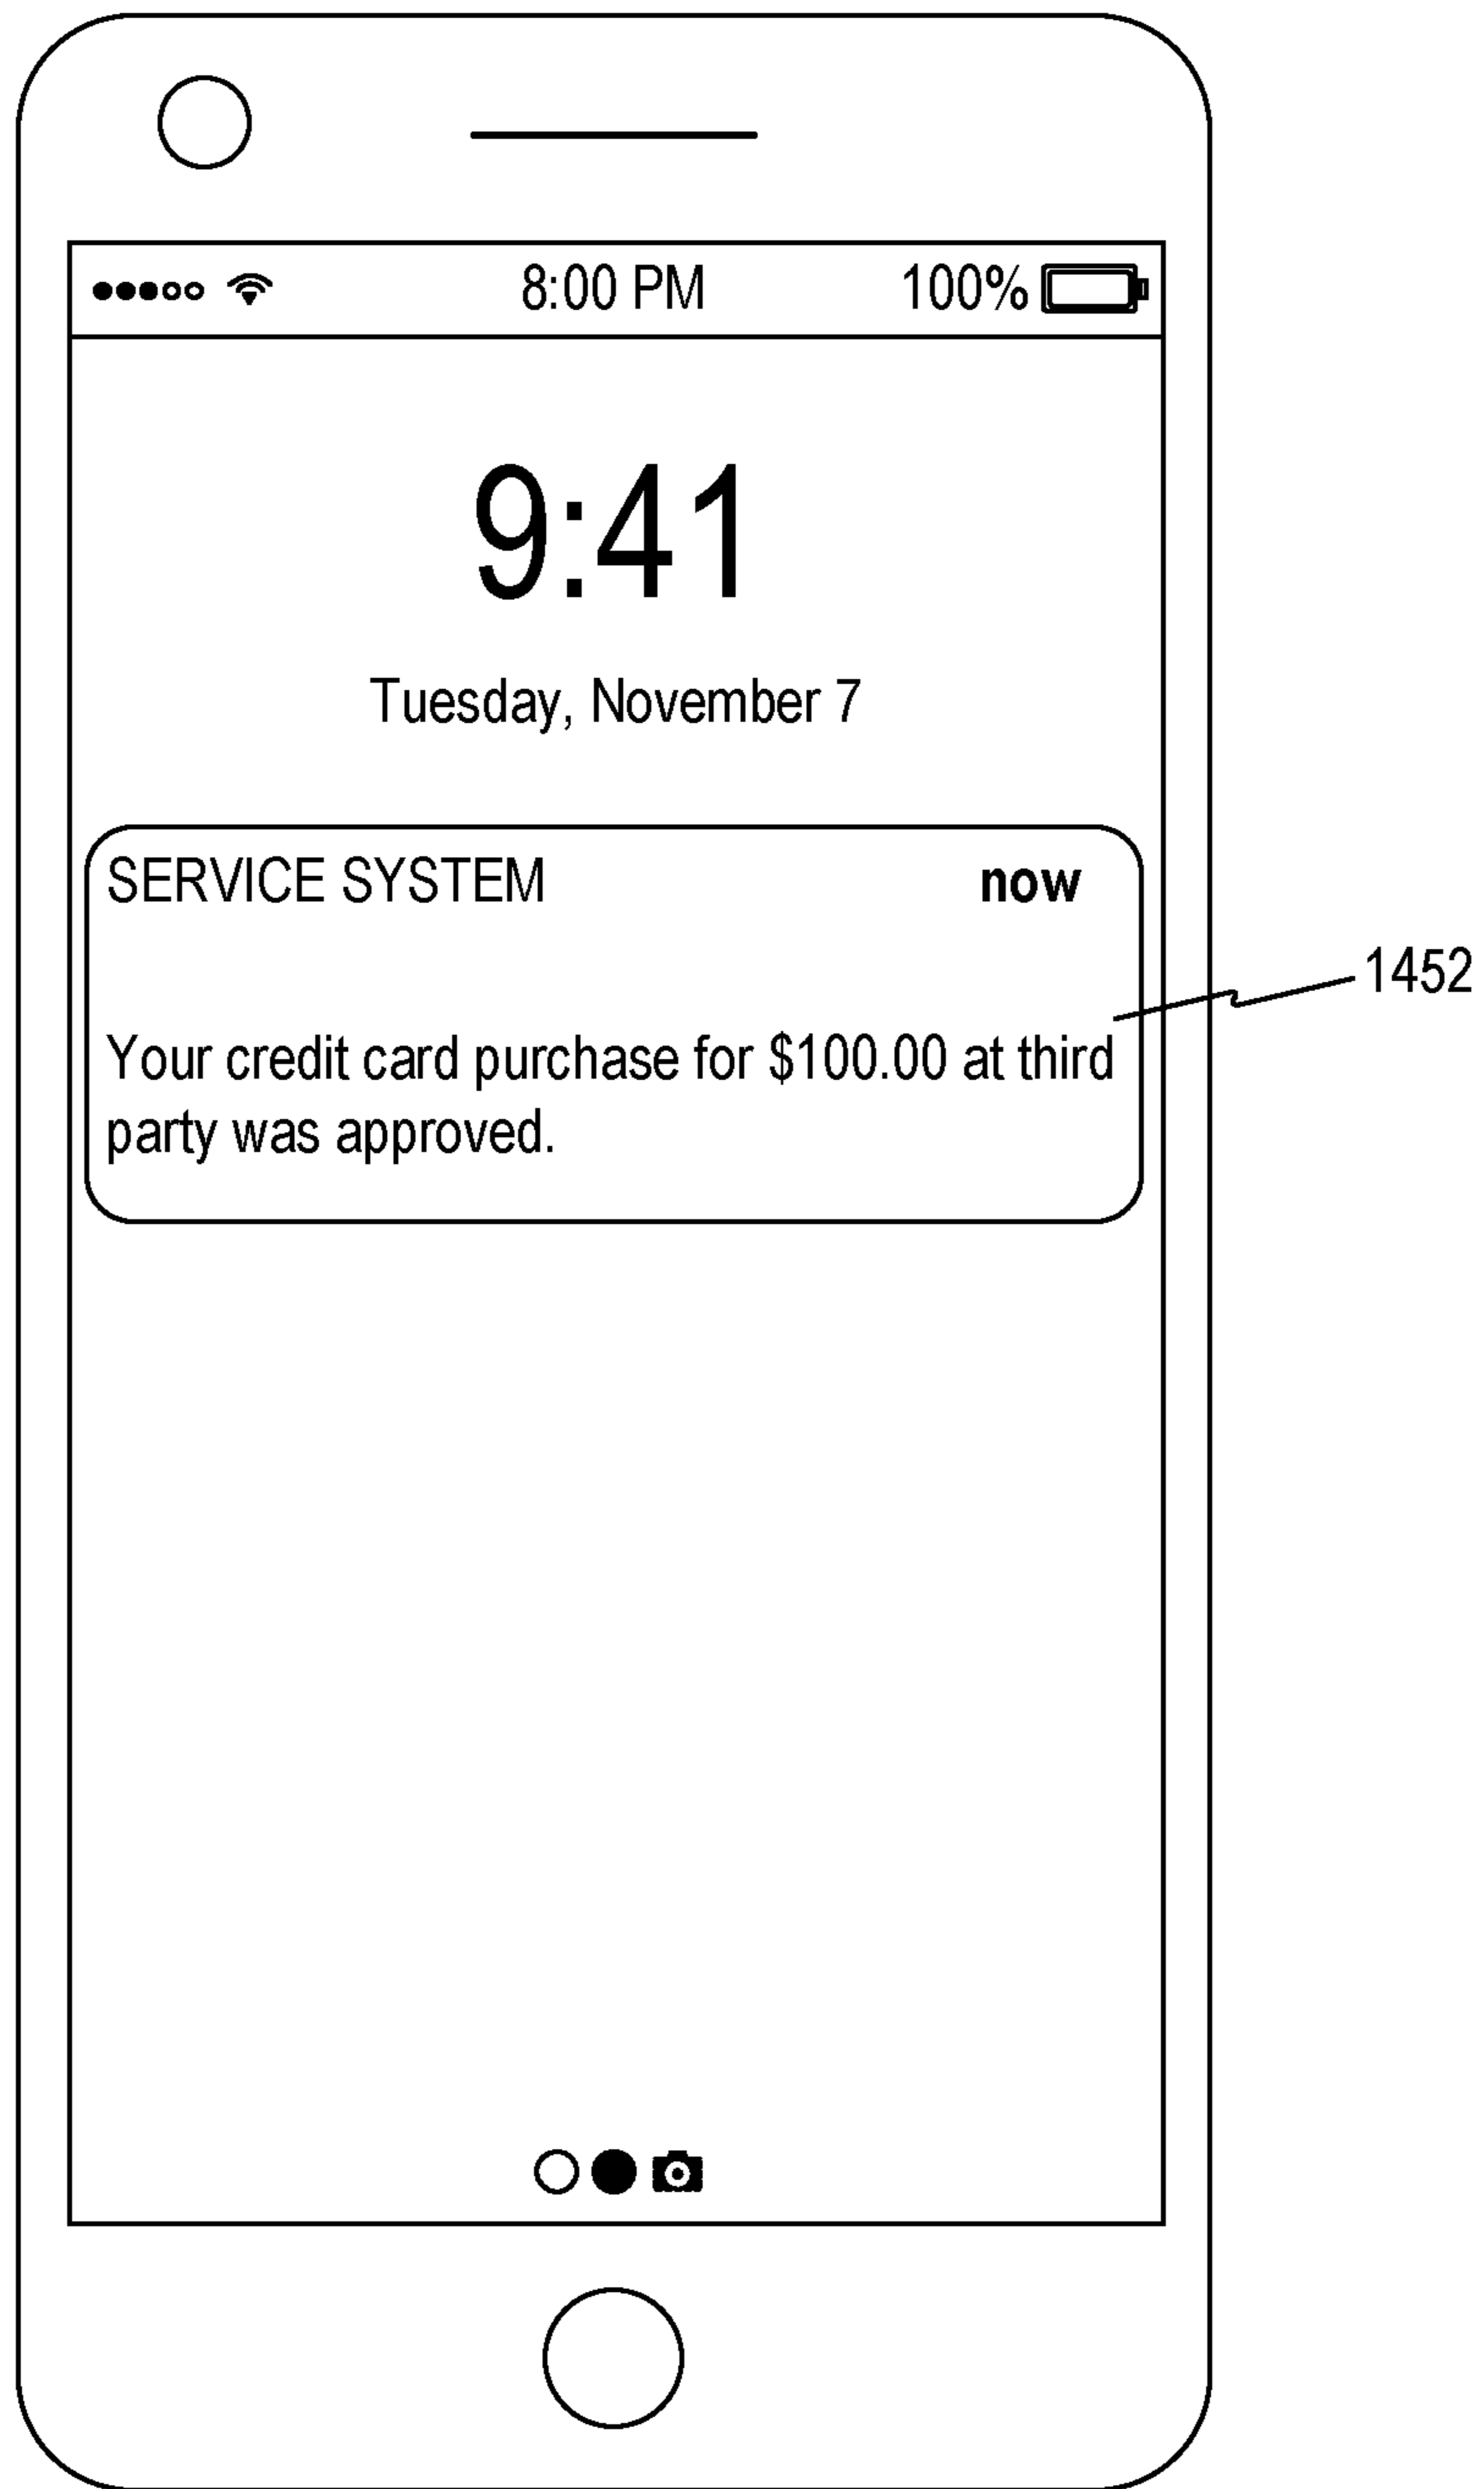 8:00 PM 100%
9:41
Tuesday, November 7
SERVICE SYSTEM now
1452
Your credit card purchase for $100.00 at third
party was approved.